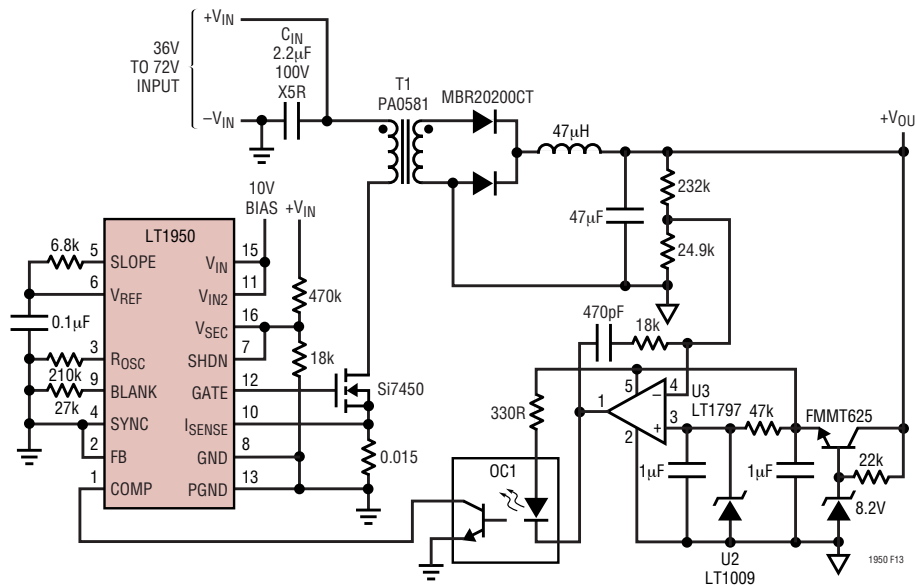 +VIN
CIN
2.2µF
100V
X5R
36V
TO 72V
INPUT
–VIN
T1
PA0581
MBR20200CT
47µH
+VOU
232k
47µF
24.9k
10V
BIAS
+VIN
LT1950
6.8k
5
SLOPE
15
VIN
6
VREF
11
VIN2
470k
0.1µF
16
VSEC
7
SHDN
3
ROSC
18k
210k
9
BLANK
12
GATE
Si7450
27k
4
SYNC
10
ISENSE
2
FB
8
GND
0.015
1
COMP
13
PGND
470pF
18k
330R
5
4
–
U3
LT1797
1
3
+
2
47k
FMMT625
1µF
1µF
22k
8.2V
OC1
U2
LT1009
1950 F13